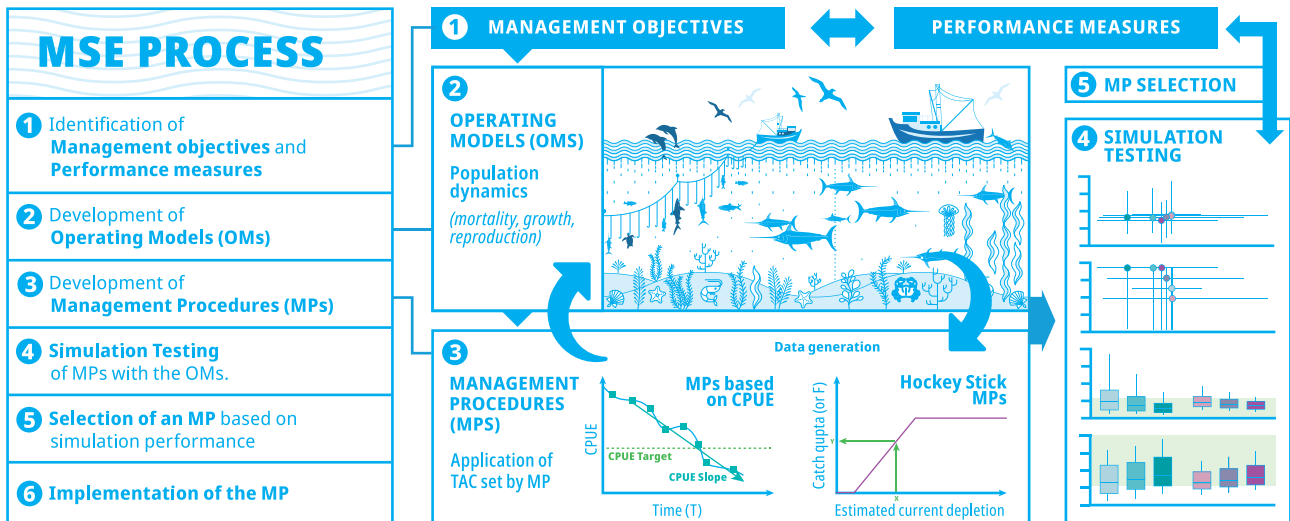 MSE PROCESS
1 Identification of
Management objectives and
Performance measures
2 Development of
Operating Models (OMs)
3 Development of
Management Procedures (MPs)
4 Simulation Testing
of MPs with the OMs.
5 Selection of an MP based on
simulation performance
6 Implementation of the MP
1 MANAGEMENT OBJECTIVES
PERFORMANCE MEASURES
2
OPERATING
MODELS (OMS)
Population
dynamics
(mortality, growth,
reproduction)
3
MANAGEMENT
PROCEDURES
(MPS)
Application of
TAC set by MP
Data generation
MPs based
on CPUE
CPUE
CPUE Target
CPUE Slope
Time (T)
Hockey Stick
MPs
Catch qupta (or F)
Y
X
Estimated current depletion
5 MP SELECTION
4 SIMULATION
TESTING